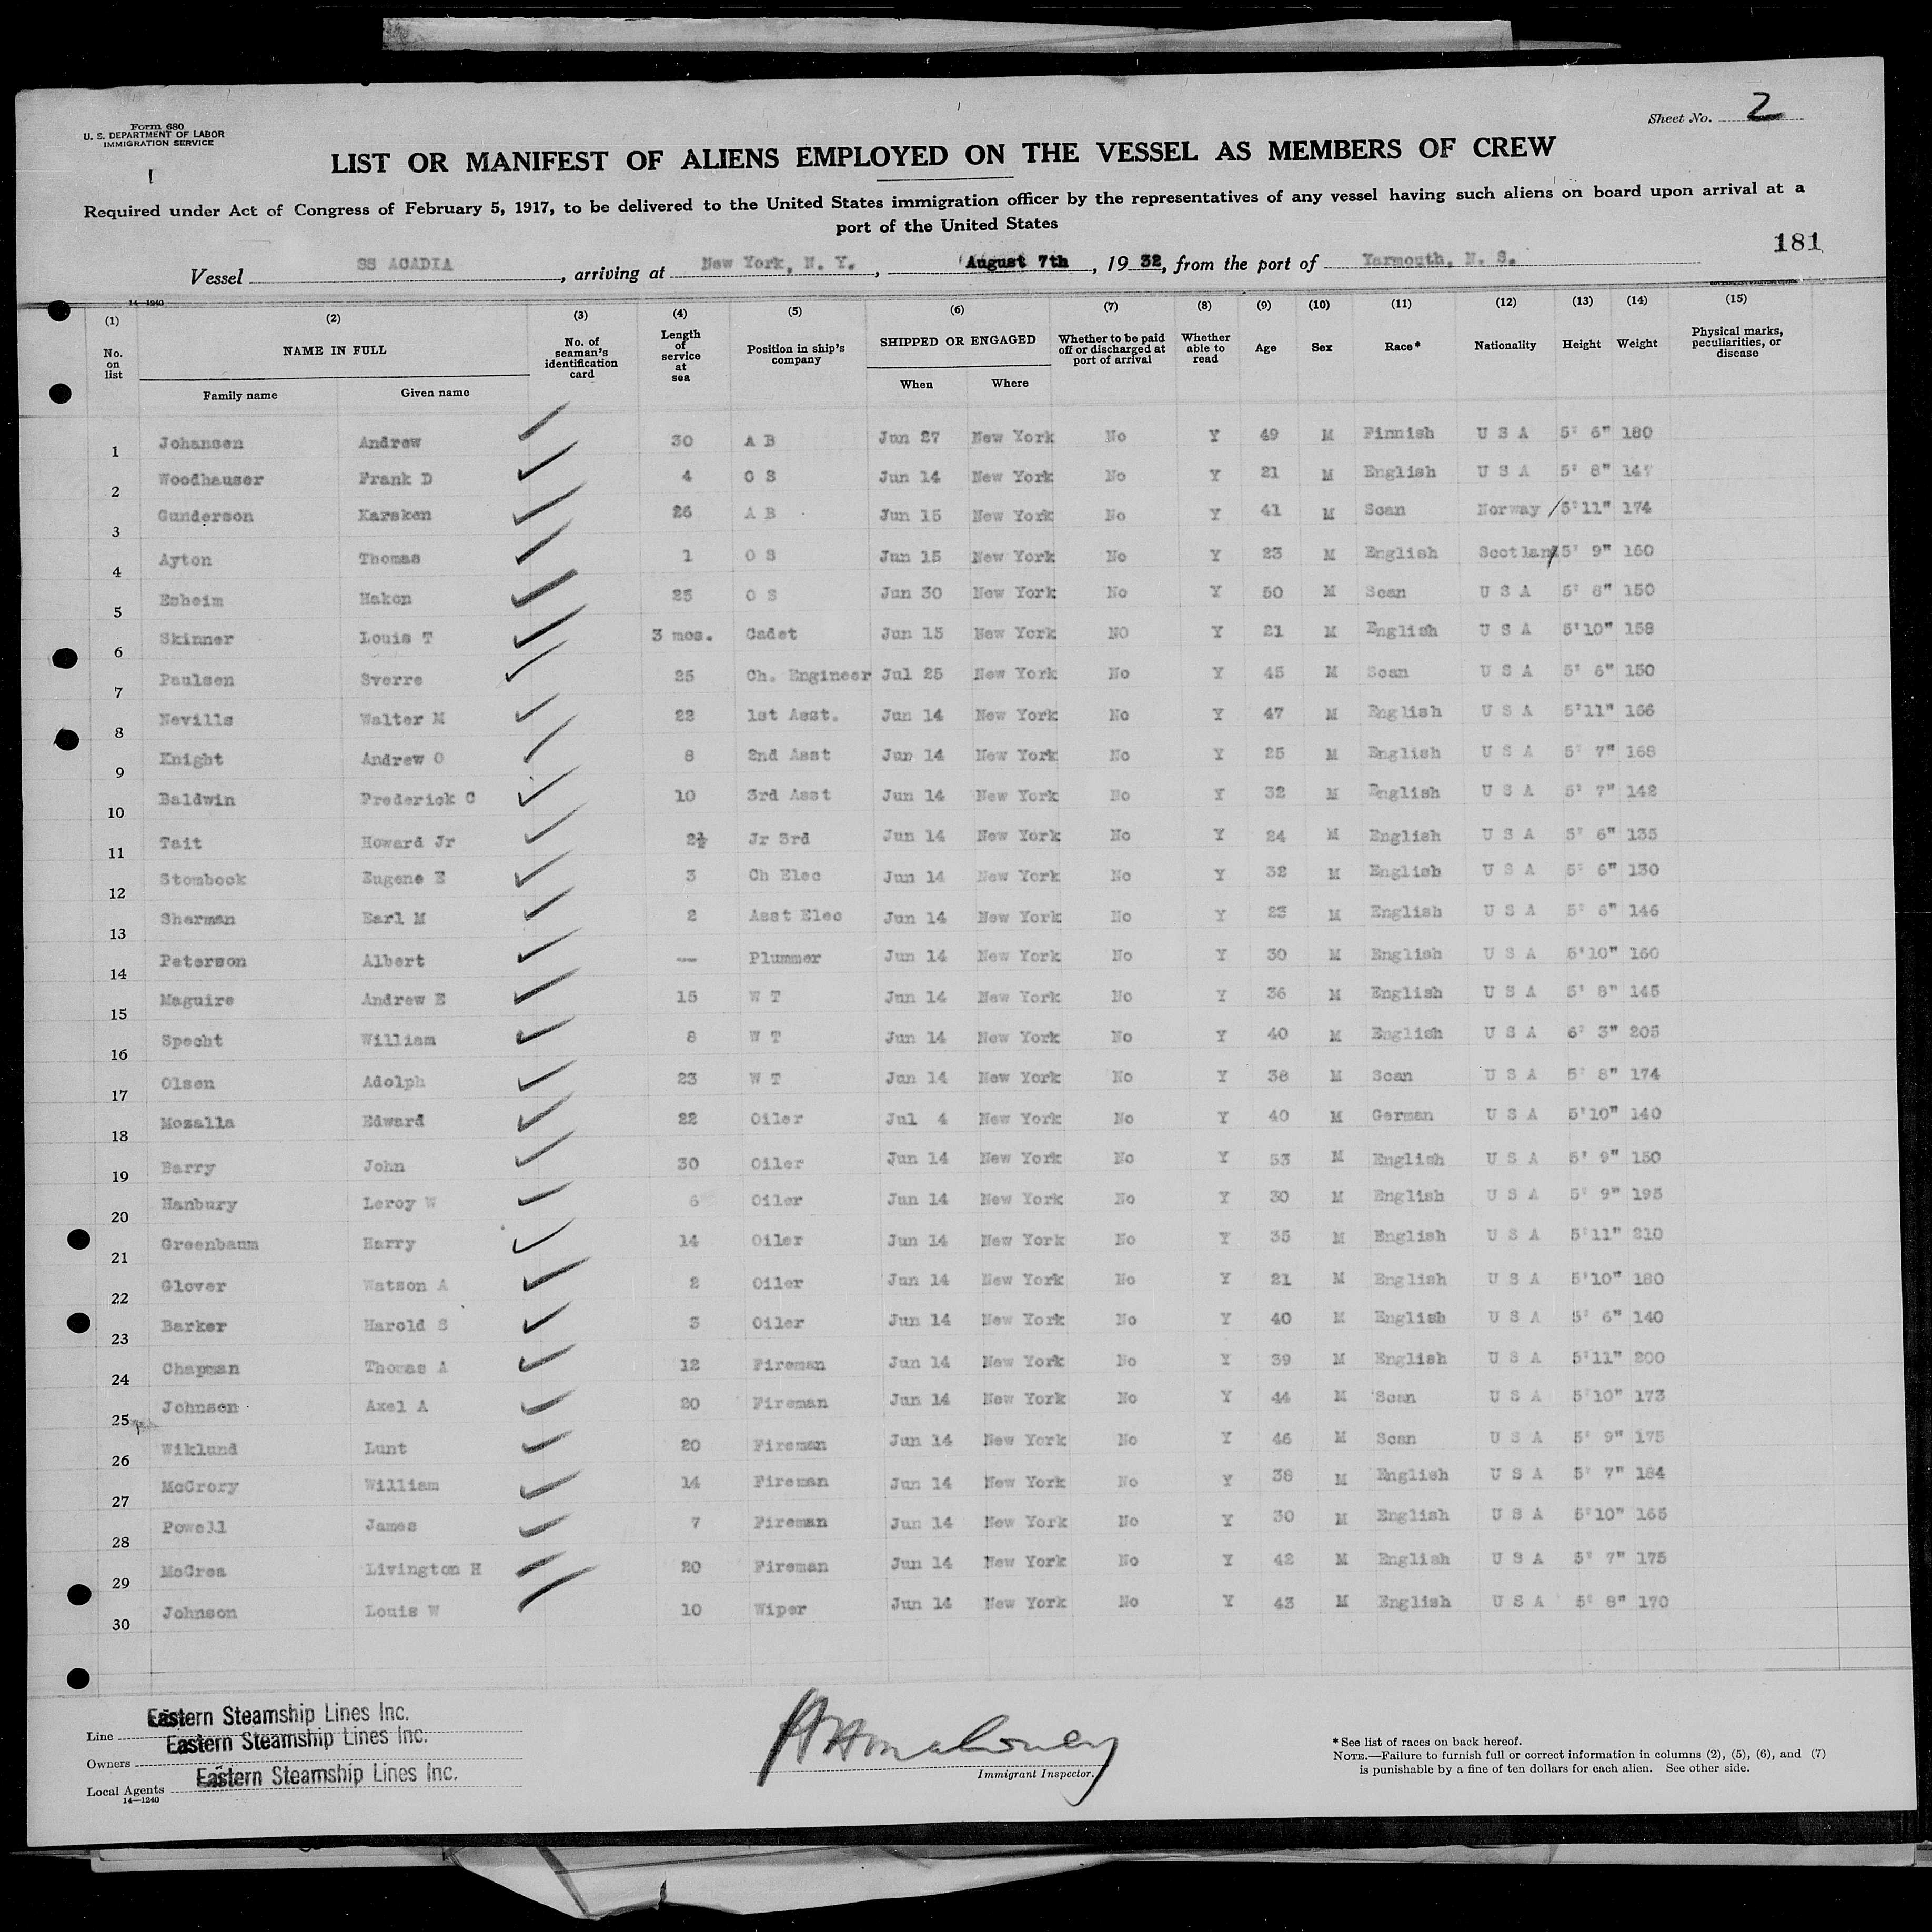 Form 680
U. S. DEPARTMENT OF LABOR
IMMIGRATION SERVICE
Sheet No. 2
LIST OR MANIFEST OF ALIENS EMPLOYED ON THE VESSEL AS MEMBERS OF CREW
Required under Act of Congress of February 5, 1917, to be delivered to the United States immigration officer by the representatives of any vessel having such aliens on board upon arrival at a
port of the United States
181
Vessel SS ACADIA, arriving at New York, N. Y., August 7th, 1932, from the port of Yarmouth, N. S.
14-1240
(1) (2) (3) (4) (5) (6) (7) (8) (9) (10) (11) (12) (13) (14) (15)
No. on list NAME IN FULL Family name Given name No. of seaman's identification card Length of service at sea Position in ship's company SHIPPED OR ENGAGED When Where Whether to be paid off or discharged at port of arrival Whether able to read Age Sex Race* Nationality Height Weight Physical marks, peculiarities, or disease
1 Johansen Andrew 30 A B Jun 27 New York No Y 49 M Finnish U S A 5' 6" 180
2 Woodhauser Frank D 4 O S Jun 14 New York No Y 21 M English U S A 5' 8"
3 Gunderson Karsken 26 A B Jun 15 New York No Y 41 M Scan Norway 5'11" 174
4 Ayton Thomas 1 O S Jun 15 New York No Y 23 M English Scotland 5' 9" 160
5 Esheim Hakon 25 O S Jun 30 New York No Y 50 M Scan U S A 5' 8" 150
6 Skinner Louis T 3 mos. Cadet Jun 15 New York NO Y 21 M English U S A 5'10" 158
7 Paulsen Sverre 25 Ch. Engineer Jul 25 New York No Y 45 M Scan U S A 5' 6" 150
8 Nevills Walter M 22 1st Asst. Jun 14 New York No Y 47 M English U S A 5'11" 166
9 Knight Andrew O 8 2nd Asst Jun 14 New York No Y 25 M English U S A 5' 7" 168
10 Baldwin Frederick C 10 3rd Asst Jun 14 New York No Y 32 M English U S A 5' 7" 142
11 Tait Howard Jr 2½ Jr 3rd Jun 14 New York No Y 24 M English U S A 5' 6" 135
12 Stombock Eugene E 3 Ch Elec Jun 14 New York No Y 32 M English U S A 5' 6" 130
13 Sherman Earl M 2 Asst Elec Jun 14 New York No Y 23 M English U S A 5' 6" 146
14 Peterson Albert -- Plummer Jun 14 New York No Y 30 M English U S A 5'10" 160
15 Maguire Andrew E 15 W T Jun 14 New York No Y 36 M English U S A 5' 8" 145
16 Specht William 8 W T Jun 14 New York No Y 40 M English U S A 6' 3" 205
17 Olsen Adolph 23 W T Jun 14 New York No Y 38 M Scan U S A 5' 8" 174
18 Mozalla Edward 22 Oiler Jul 4 New York No Y 40 M German U S A 5'10" 140
19 Barry John 30 Oiler Jun 14 New York No Y 53 M English U S A 5' 9" 150
20 Hanbury Leroy W 6 Oiler Jun 14 New York No Y 30 M English U S A 5' 9" 195
21 Greenbaum Harry 14 Oiler Jun 14 New York No Y 35 M English U S A 5'11" 210
22 Glover Watson A 2 Oiler Jun 14 New York No Y 21 M English U S A 5'10" 180
23 Barker Harold S 3 Oiler Jun 14 New York No Y 40 M English U S A 5' 6" 140
24 Chapman Thomas A 12 Fireman Jun 14 New York No Y 39 M English U S A 5'11" 200
25 Johnson Axel A 20 Fireman Jun 14 New York No Y 44 M Scan U S A 5'10" 173
26 Wiklund Lunt 20 Fireman Jun 14 New York No Y 46 M Scan U S A 5' 9" 175
27 McCrory William 14 Fireman Jun 14 New York No Y 38 M English U S A 5' 7" 184
28 Powell James 7 Fireman Jun 14 New York No Y 30 M English U S A 5'10" 165
29 McCrea Livington H 20 Fireman Jun 14 New York No Y 42 M English U S A 5' 7" 175
30 Johnson Louis W 10 Wiper Jun 14 New York No Y 43 M English U S A 5' 8" 170
Line Eastern Steamship Lines Inc.
Owners Eastern Steamship Lines Inc.
Local Agents Eastern Steamship Lines Inc.
14-1240
Immigrant Inspector.
*See list of races on back hereof.
NOTE.—Failure to furnish full or correct information in columns (2), (5), (6), and (7)
is punishable by a fine of ten dollars for each alien. See other side.